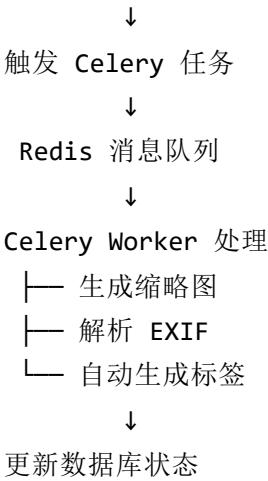 ↓
触发 Celery 任务
↓
Redis 消息队列
↓
Celery Worker 处理
├── 生成缩略图
├── 解析 EXIF
└── 自动生成标签
↓
更新数据库状态